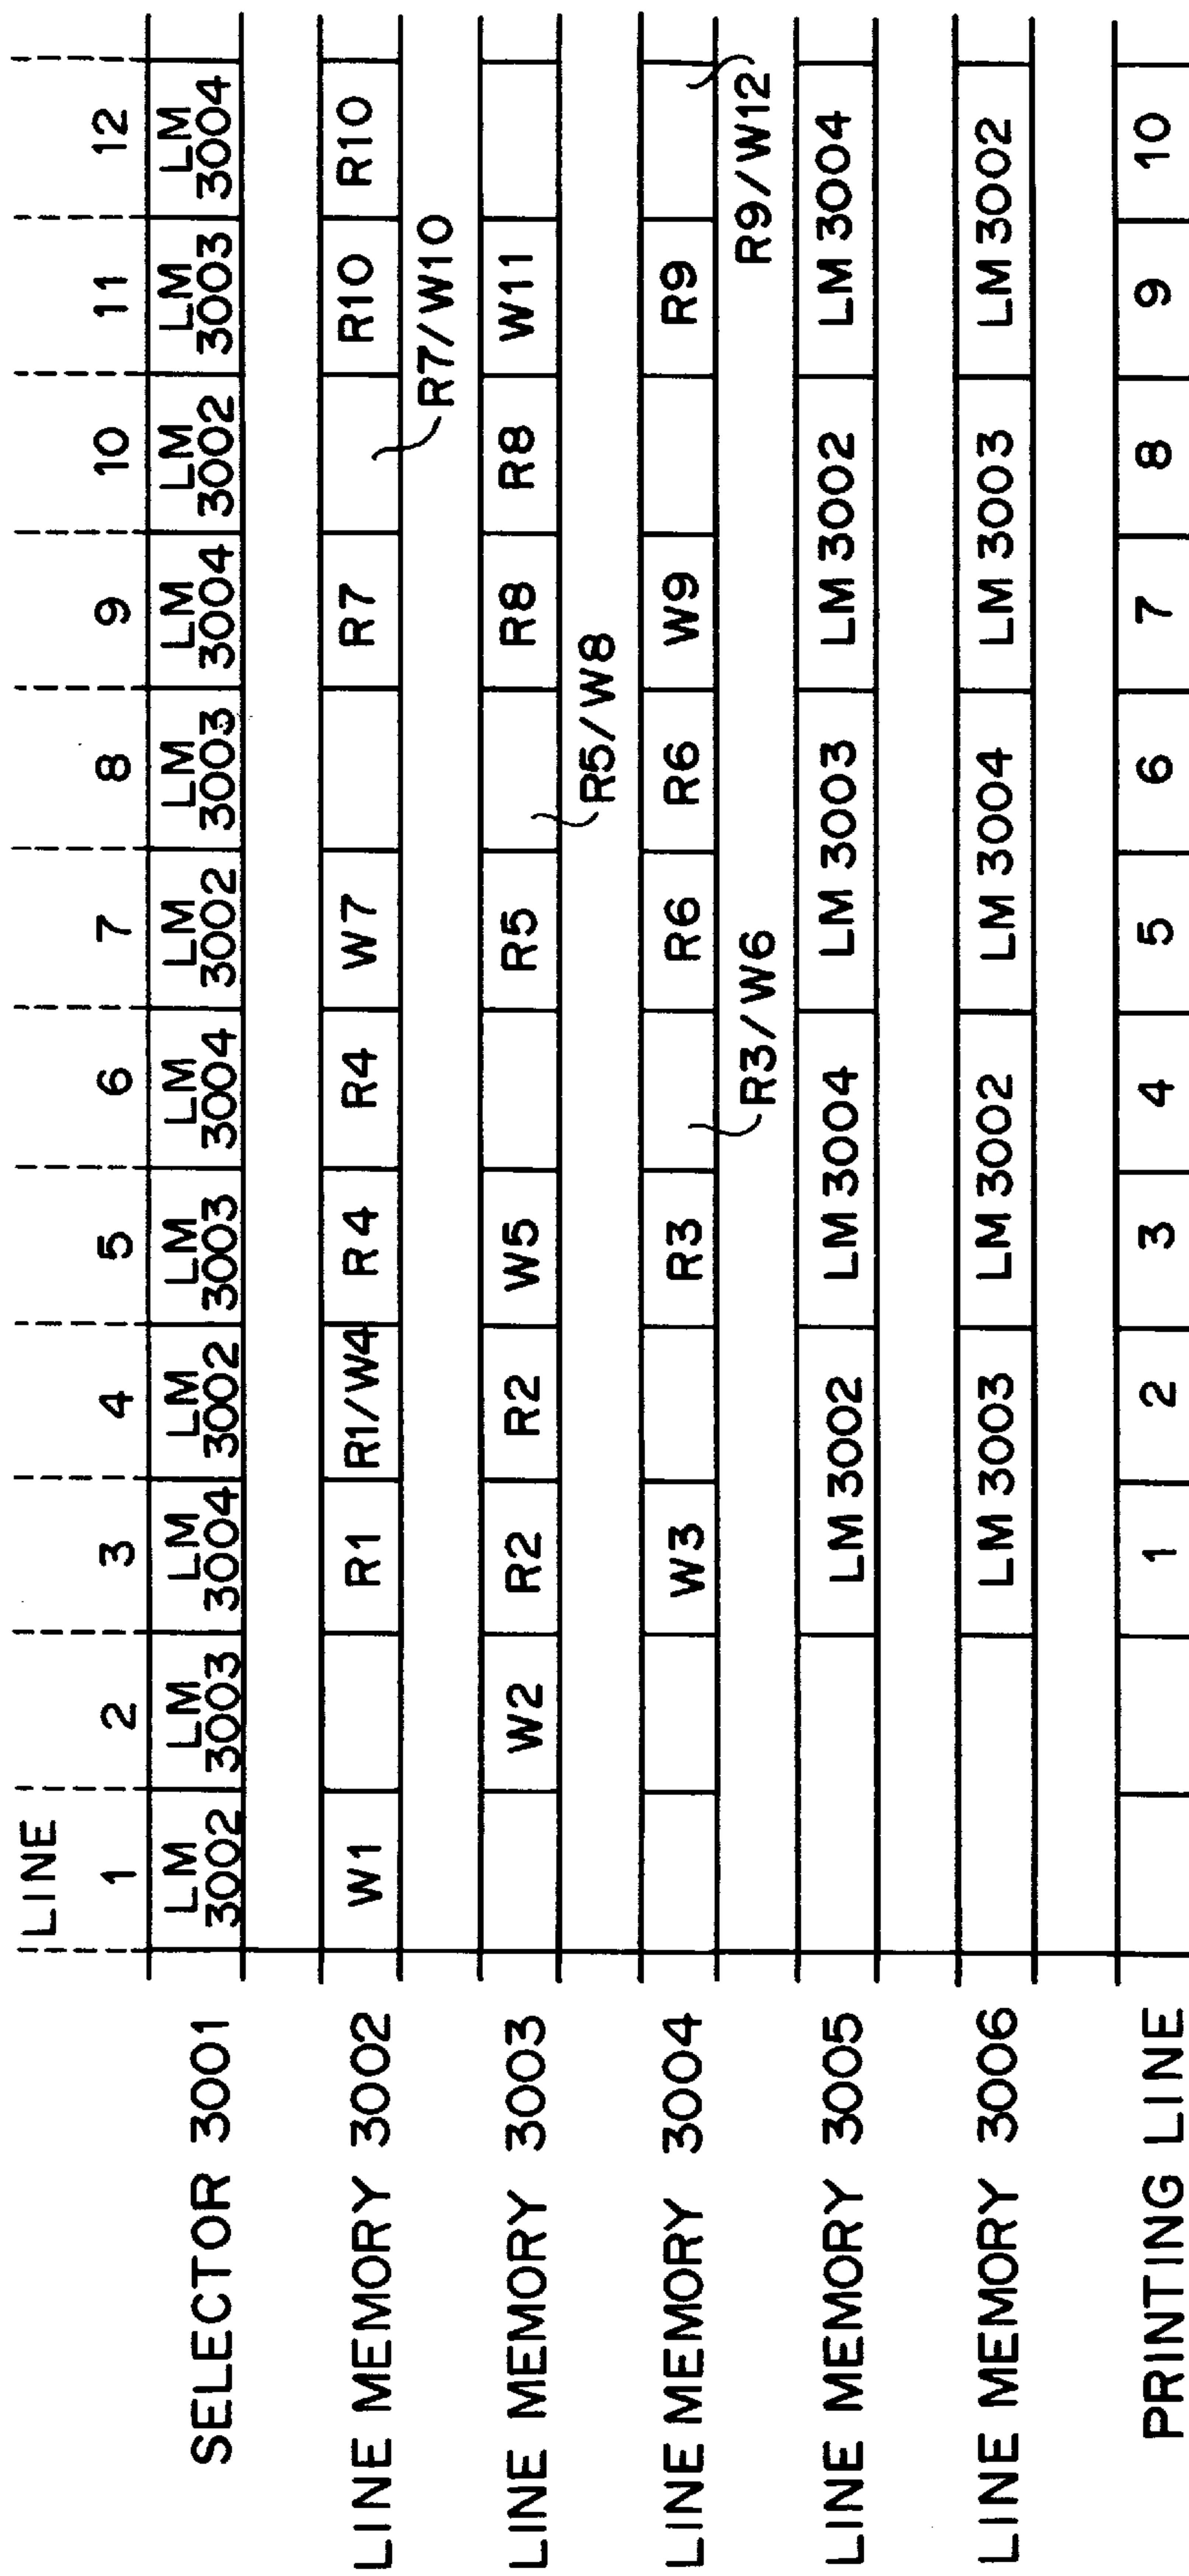 LINE
1 2 3 4 5 6 7 8 9 10 11 12
SELECTOR 3001 LM 3002 LM 3003 LM 3004 LM 3002 LM 3003 LM 3004 LM 3002 LM 3003 LM 3004 LM 3002 LM 3003 LM 3004
LINE MEMORY 3002 W1 R1 R1/W4 R4 R4 W7 R7 R10 R10
R7/W10
LINE MEMORY 3003 W2 R2 R2 W5 R5 R8 R8 W11
R5/W8
LINE MEMORY 3004 W3 R3 R6 R6 W9 R9
R3/W6 R9/W12
LINE MEMORY 3005 LM 3002 LM 3004 LM 3003 LM 3002 LM 3004
LINE MEMORY 3006 LM 3003 LM 3002 LM 3004 LM 3003 LM 3002
PRINTING LINE 1 2 3 4 5 6 7 8 9 10